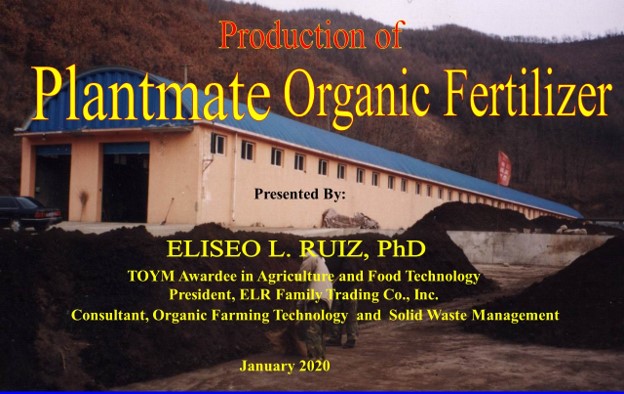 Production of
Plantmate Organic Fertilizer
Presented By:
ELISEO L. RUIZ, PhD
TOYM Awardee in Agriculture and Food Technology
President, ELR Family Trading Co., Inc.
Consultant, Organic Farming Technology and Solid Waste Management
January 2020